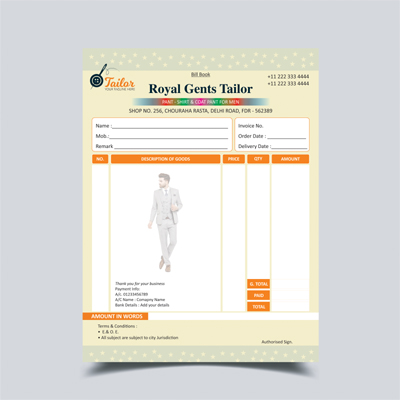 Bill Book
+11 222 333 4444
+11 222 333 4444
Tailor
YOUR TAGLINE HERE
Royal Gents Tailor
PANT - SHIRT & COAT PANT FOR MEN
SHOP NO. 256, CHOURAHA RASTA, DELHI ROAD, FDR - 562389
Name :
Mob.:
Remark
Invoice No.
Order Date :
Delivery Date :
NO. DESCRIPTION OF GOODS PRICE QTY AMOUNT
Thank you for your business
Payment Info:
A/L 01233456789
A/C Name - Comapny Name
Bank Details : Add your details
G. TOTAL
PAID
TOTAL
AMOUNT IN WORDS
Terms & Conditions :
• E.& O. E.
• All subject are subject to city jurisdiction
Authorised Sign.